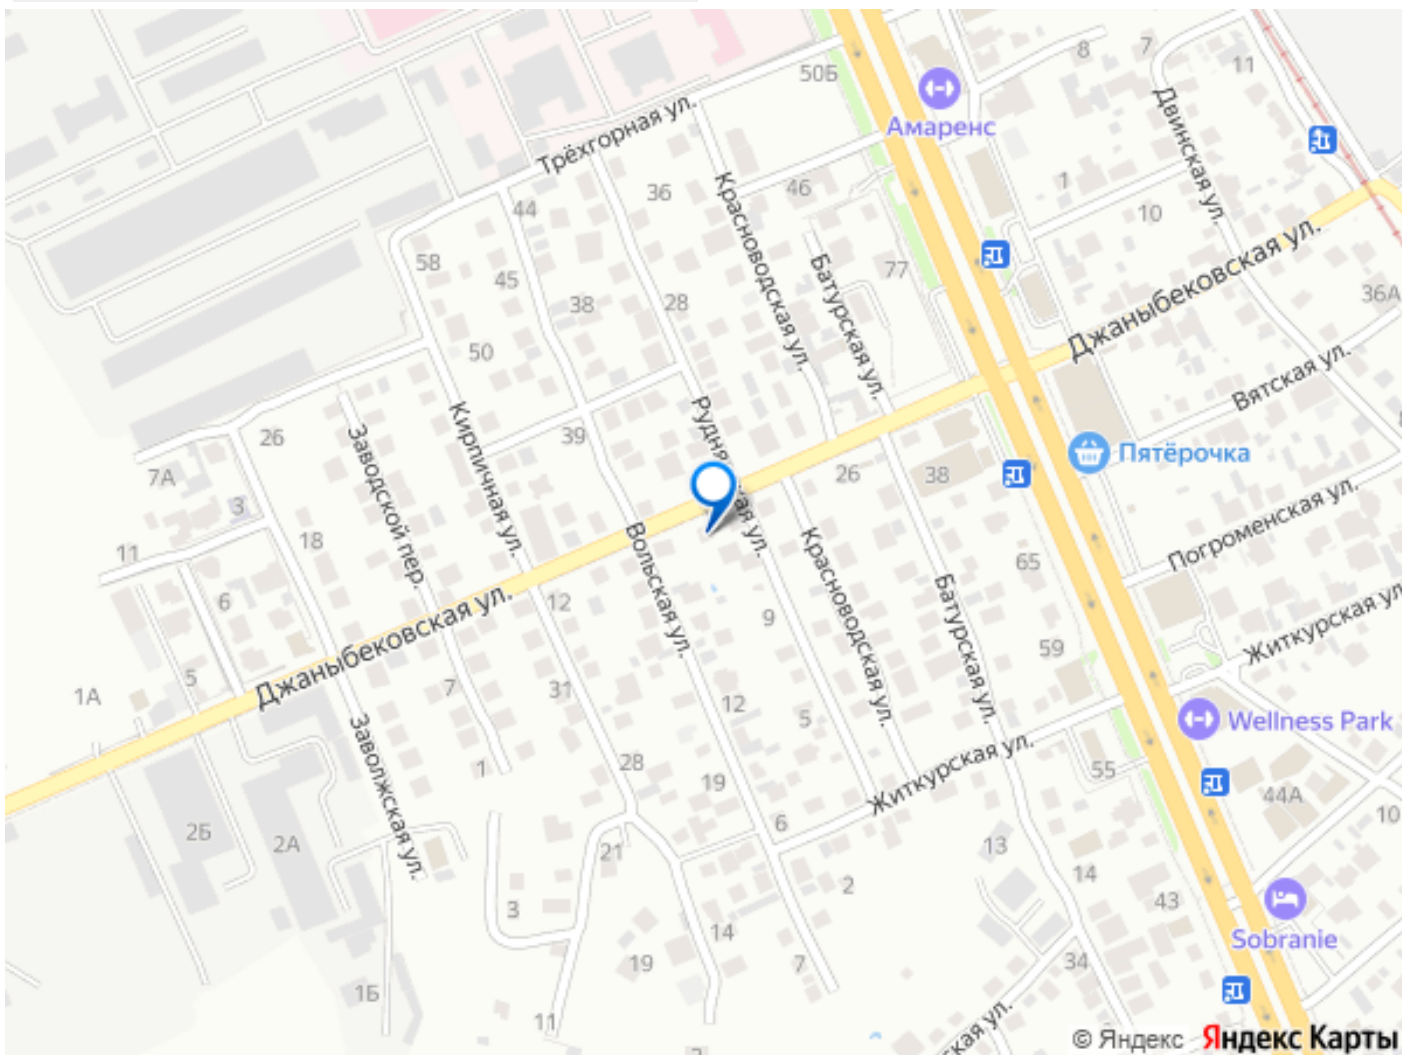 50Б
8
7
11
Амаренс
Трёхгорная ул.
Двинская ул.
36
Красноводская ул.
46
1
10
44
58
45
38
28
77
Батурская ул.
Джаныбековская ул.
36А
50
Вятская ул.
26
39
Кирпичная ул.
Заводской пер.
7А
3
26
38
Пятёрочка
Погроменская ул.
18
11
6
Вольская ул.
Красноводская ул.
65
Батурская ул.
12
9
Джаныбековская ул.
59
Житкурская ул.
1А
5
7
31
12
5
Wellness Park
Заволжская ул.
1
28
19
Житкурская ул.
55
44А
10
2Б
2А
6
21
13
14
2
43
3
14
Sobranie
19
7
34
1Б
11
© Яндекс Яндекс Карты